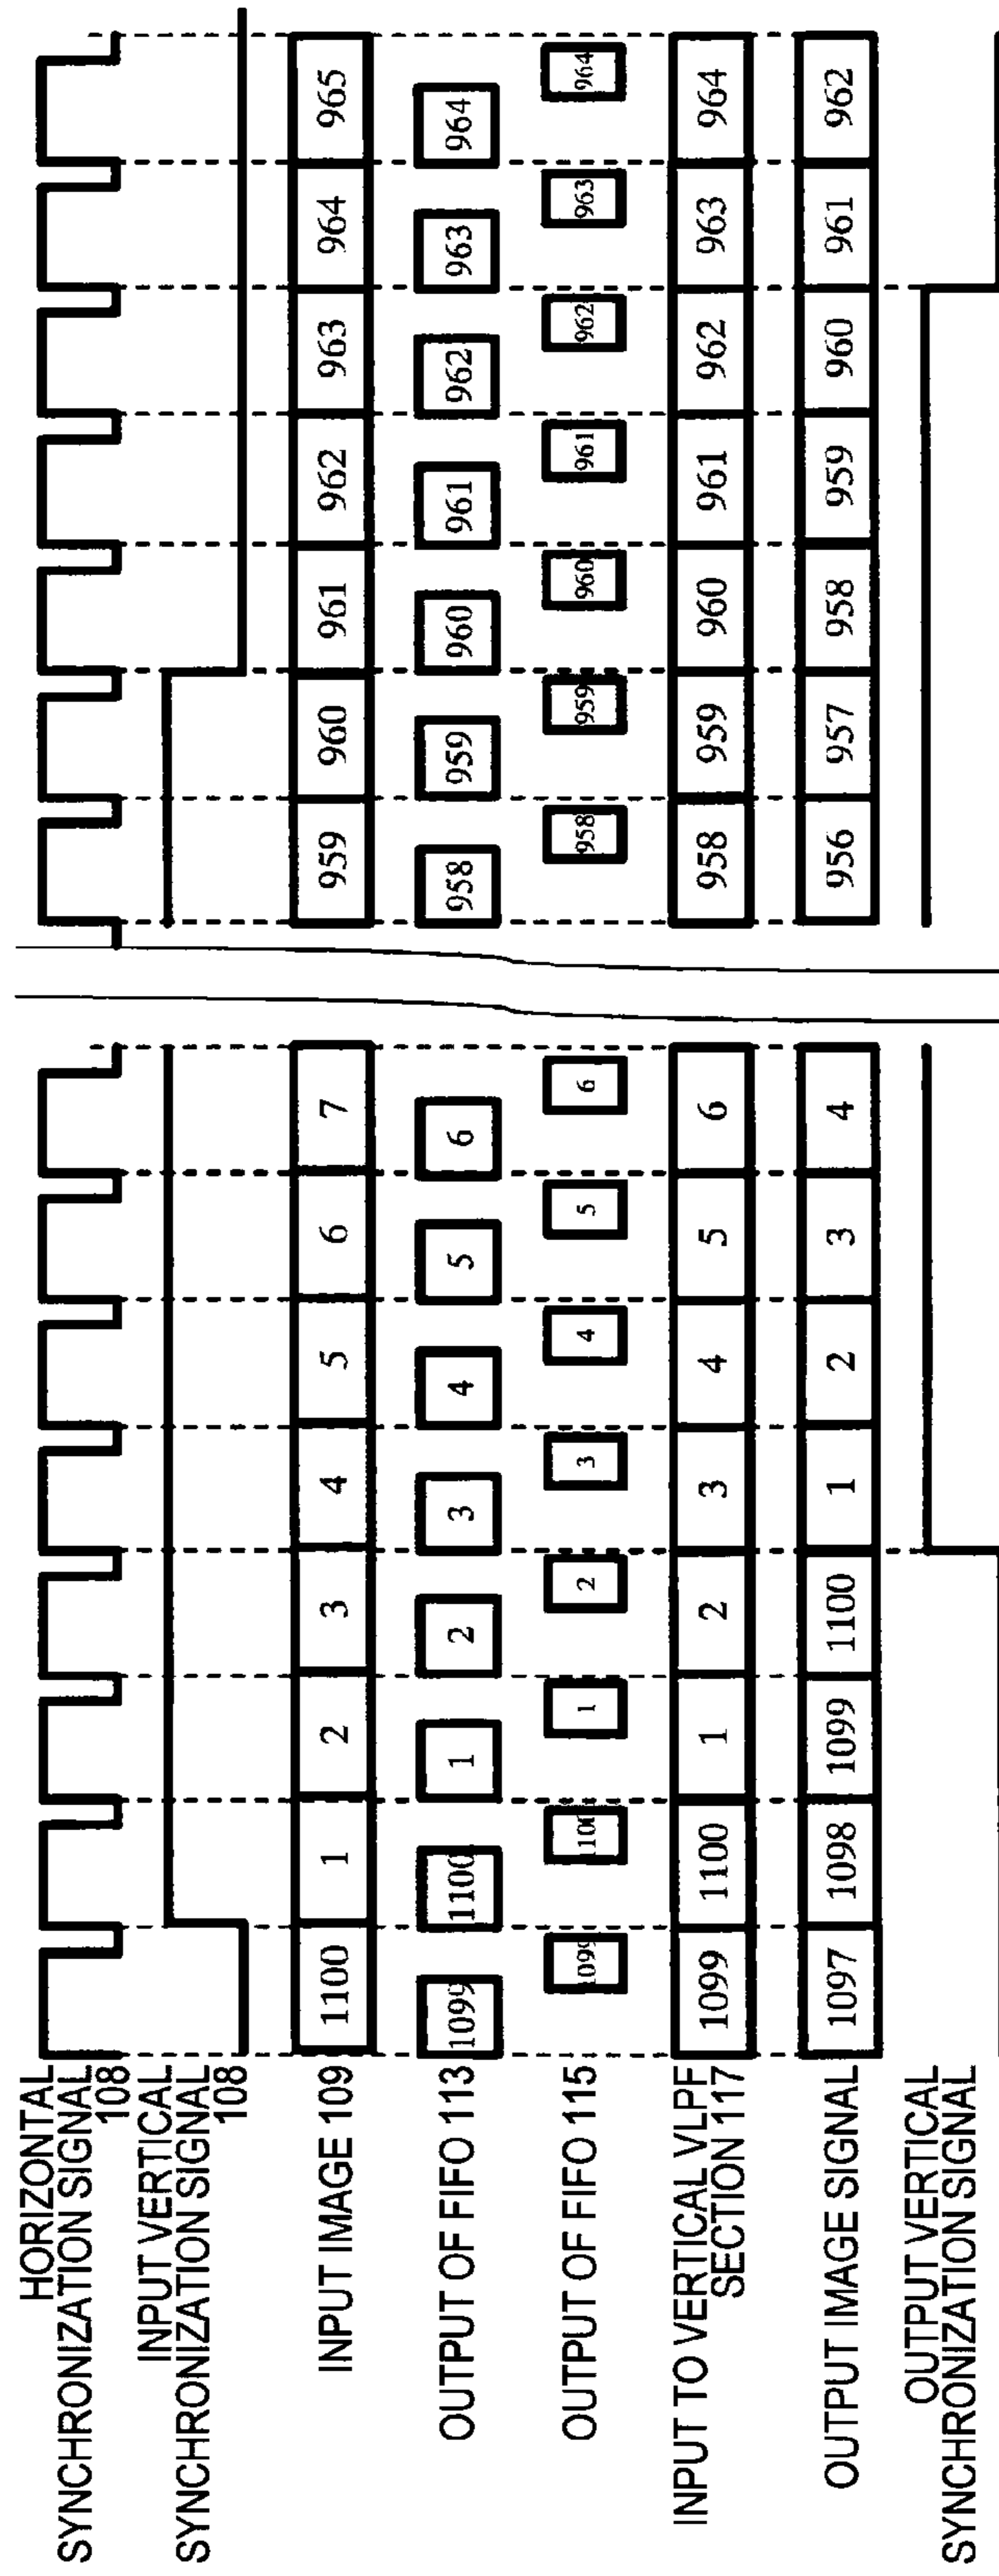 HORIZONTAL
SYNCHRONIZATION SIGNAL
108
INPUT VERTICAL
SYNCHRONIZATION SIGNAL
108
INPUT IMAGE 109
1100 1 2 3 4 5 6 7 959 960 961 962 963 964 965
OUTPUT OF FIFO 113
1099 1100 1 2 3 4 5 6 958 959 960 961 962 963 964
OUTPUT OF FIFO 115
1099 1100 1 2 3 4 5 6 958 959 960 961 962 963 964
INPUT TO VERTICAL VLPF
SECTION 117
1099 1100 1 2 3 4 5 6 958 959 960 961 962 963 964
OUTPUT IMAGE SIGNAL
1097 1098 1099 1100 1 2 3 4 956 957 958 959 960 961 962
OUTPUT VERTICAL
SYNCHRONIZATION SIGNAL